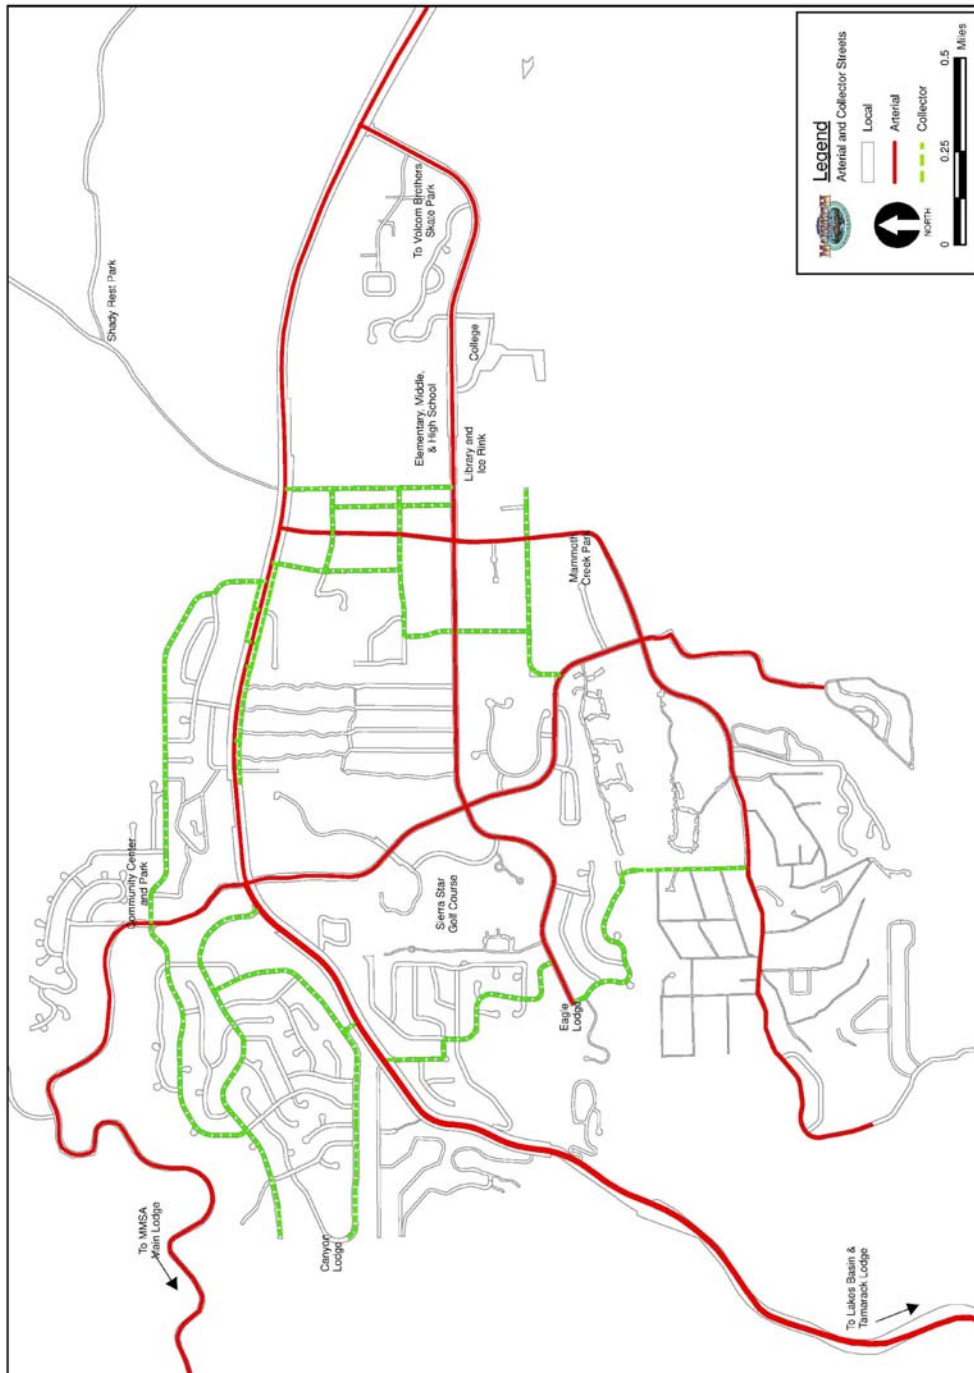 Shady Rest Park
To Volcom Brothers
Skate Park
Elementary, Middle,
& High School
College
Library and
Ice Rink
Mammoth
Creek Park
Community Center
and Park
Sierra Star
Golf Course
Eagle
Lodge
Canyon
Lodge
To MMSA
Main Lodge
To Lakes Basin &
Tamarack Lodge
Legend
Arterial and Collector Streets
Local
Arterial
Collector
NORTH
0 0.25 0.5
Miles
MAMMOTH